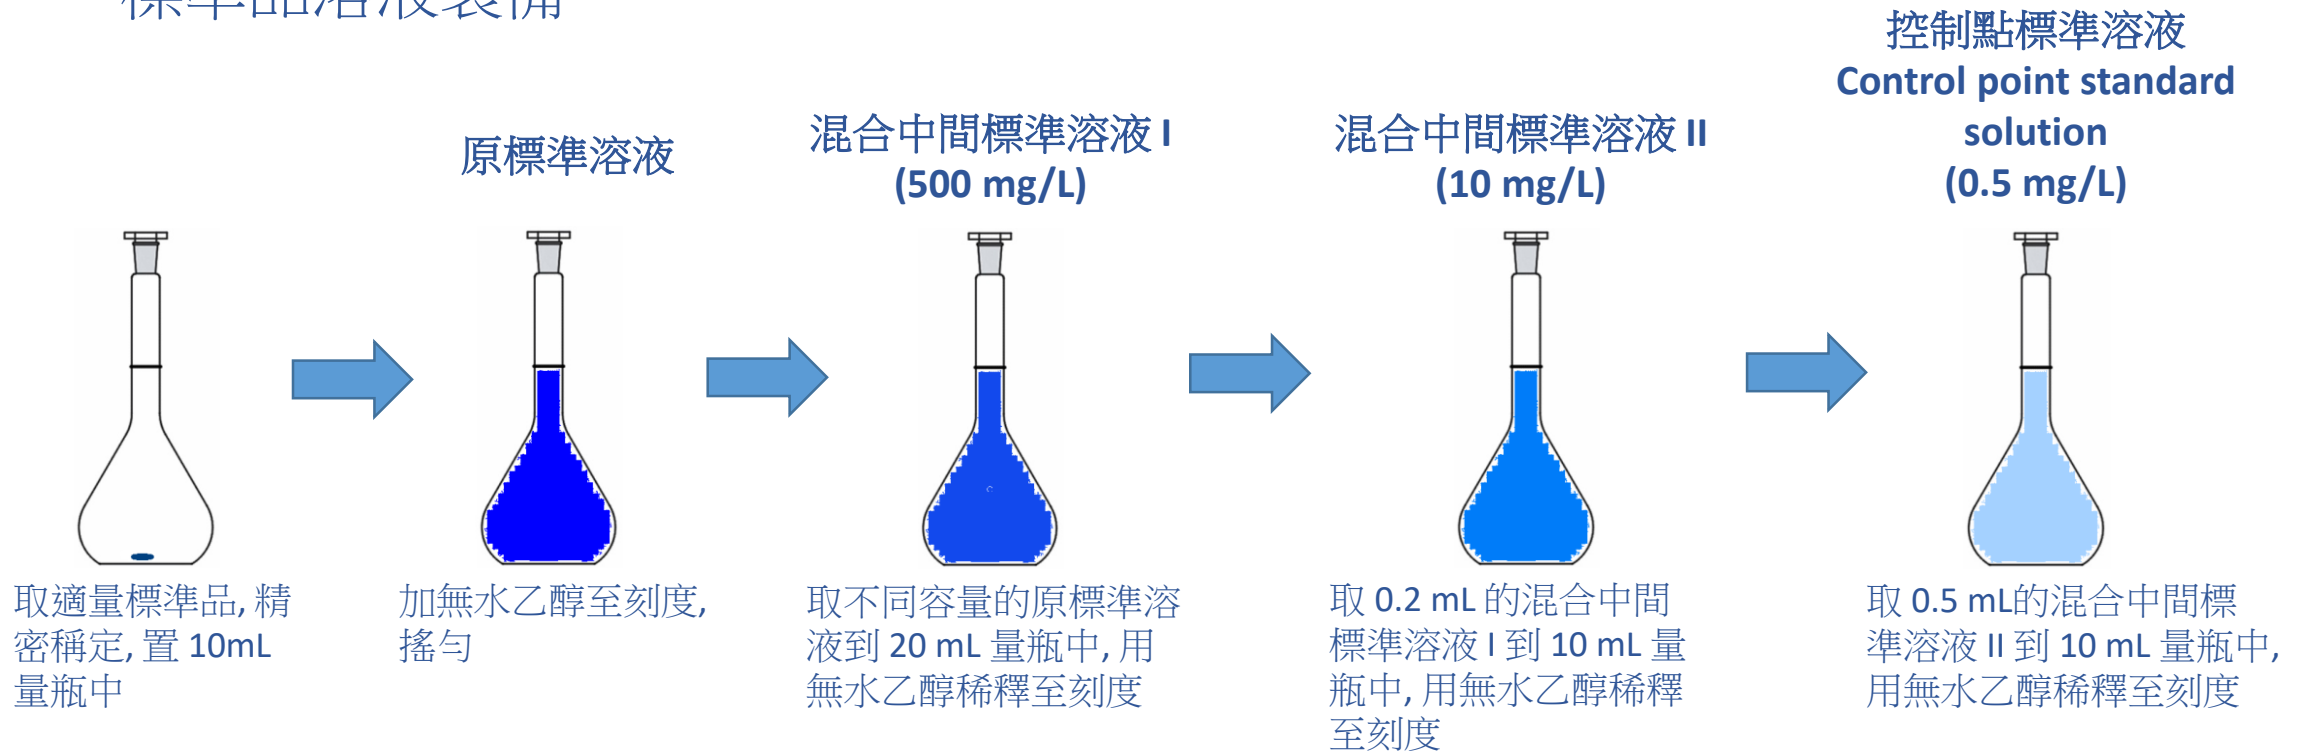 標準品溶液製備
原標準溶液
混合中間標準溶液 I
(500 mg/L)
混合中間標準溶液 II
(10 mg/L)
控制點標準溶液
Control point standard
solution
(0.5 mg/L)
取適量標準品, 精
密稱定, 置 10mL
量瓶中
加無水乙醇至刻度,
搖勻
取不同容量的原標準溶
液到 20 mL 量瓶中, 用
無水乙醇稀釋至刻度
取 0.2 mL 的混合中間
標準溶液 I 到 10 mL 量
瓶中, 用無水乙醇稀釋
至刻度
取 0.5 mL的混合中間標
準溶液 II 到 10 mL 量瓶中,
用無水乙醇稀釋至刻度